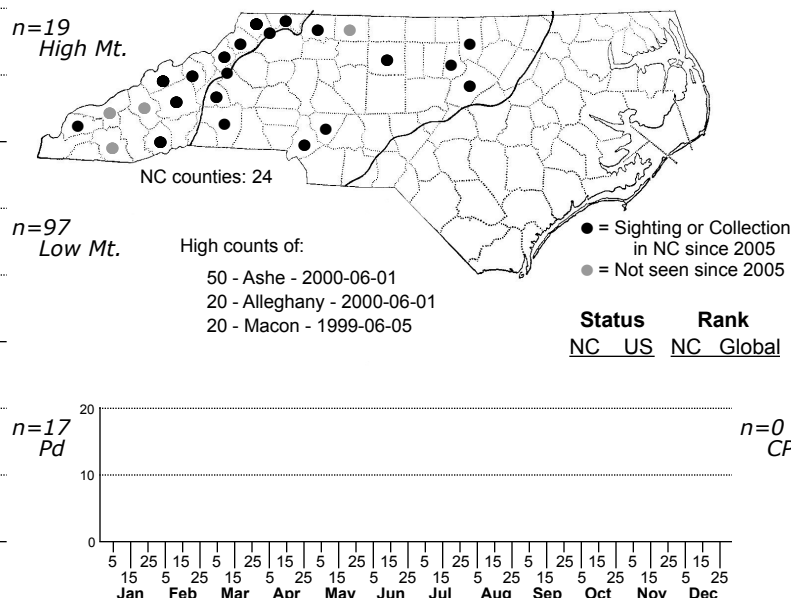 n=19
High Mt.
NC counties: 24
n=97
Low Mt.
High counts of:
50 - Ashe - 2000-06-01
20 - Alleghany - 2000-06-01
20 - Macon - 1999-06-05
= Sighting or Collection
in NC since 2005
= Not seen since 2005
Status Rank
NC US NC Global
n=17
Pd
n=0
CP
20
10
0
5 15 25 5 15 25 5 15 25 5 15 25 5 15 25 5 15 25 5 15 25 5 15 25 5 15 25 5 15 25 5 15 25 5 15 25
Jan Feb Mar Apr May Jun Jul Aug Sep Oct Nov Dec